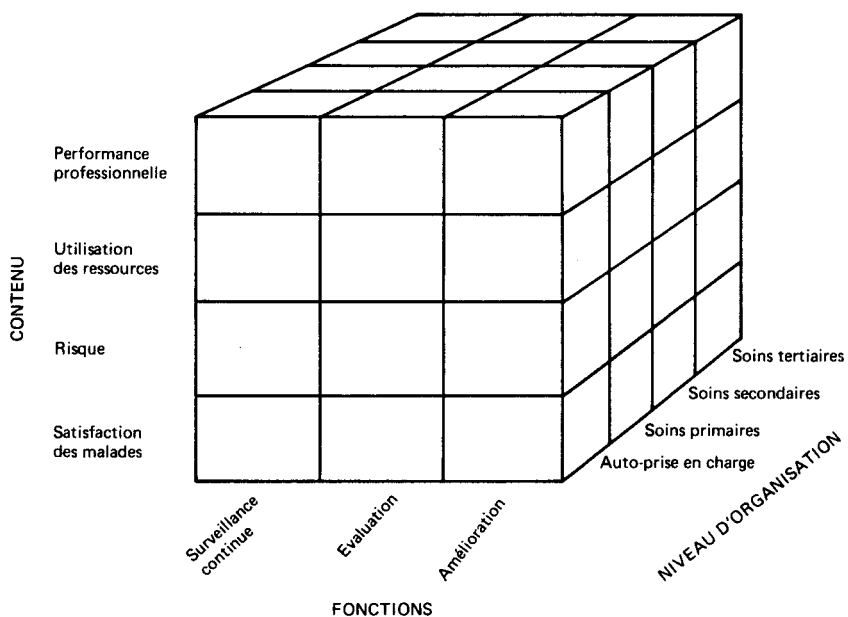 Performance
professionnelle
Utilisation
des ressources
CONTENU
Risque
Satisfaction
des malades
Soins tertiaires
Soins secondaires
Soins primaires
Auto-prise en charge
NIVEAU D'ORGANISATION
Surveillance
continue
Evaluation
Amélioration
FONCTIONS